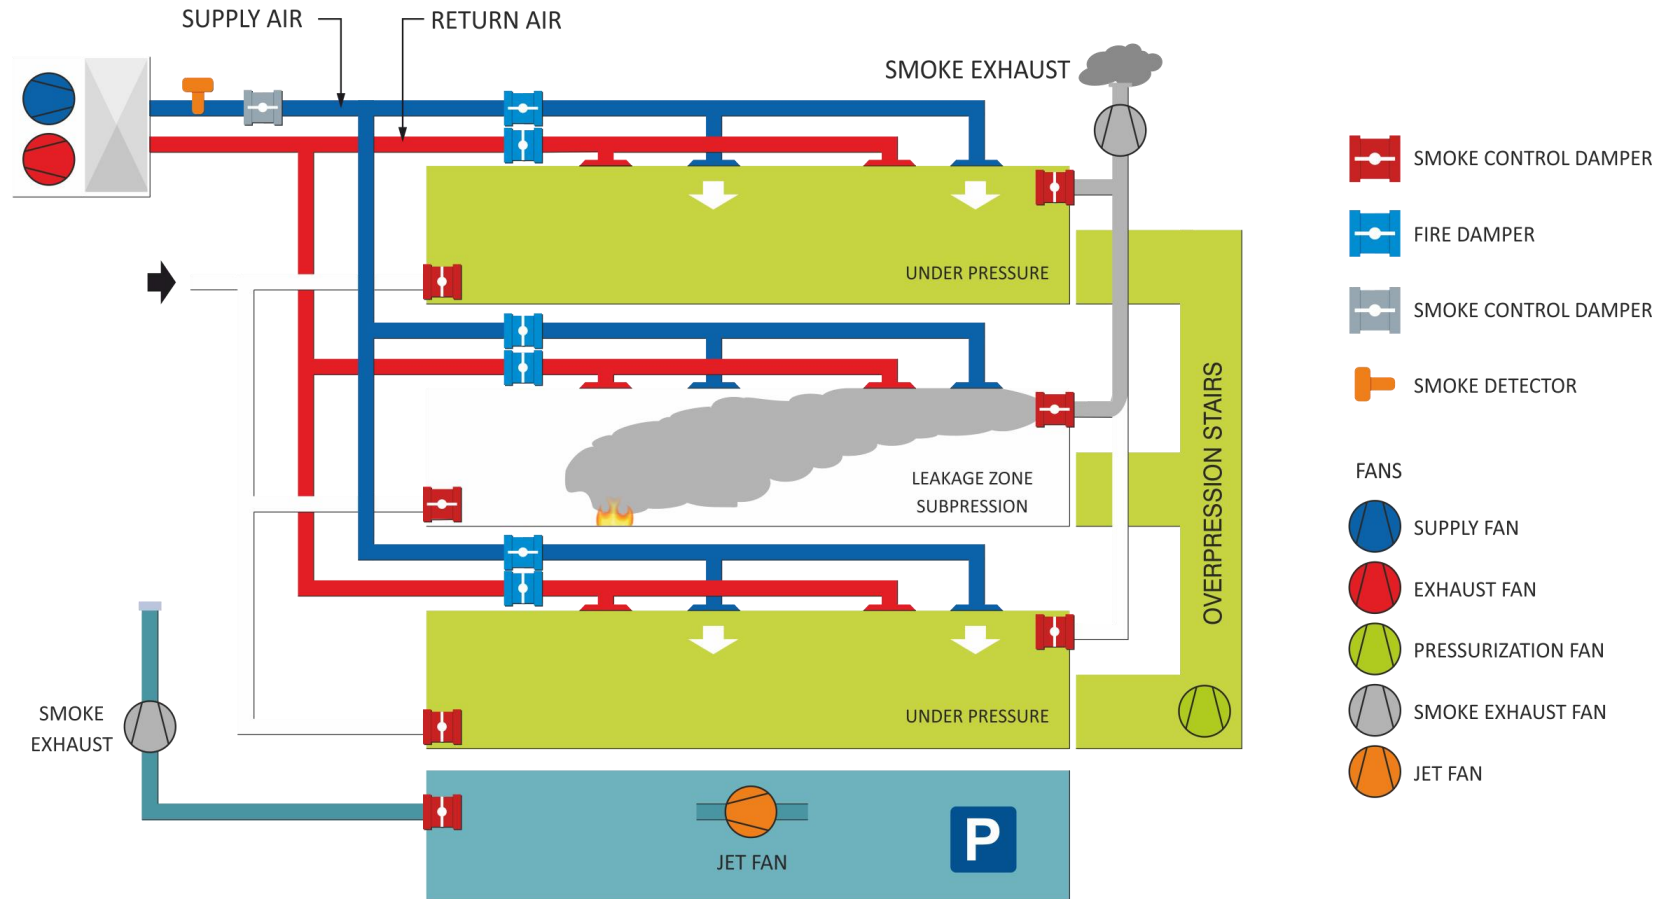 SUPPLY AIR
RETURN AIR
SMOKE EXHAUST
UNDER PRESSURE
LEAKAGE ZONE
SUBPRESSION
UNDER PRESSURE
OVERPRESSION STAIRS
SMOKE
EXHAUST
JET FAN
P
SMOKE CONTROL DAMPER
FIRE DAMPER
SMOKE CONTROL DAMPER
SMOKE DETECTOR
FANS
SUPPLY FAN
EXHAUST FAN
PRESSURIZATION FAN
SMOKE EXHAUST FAN
JET FAN